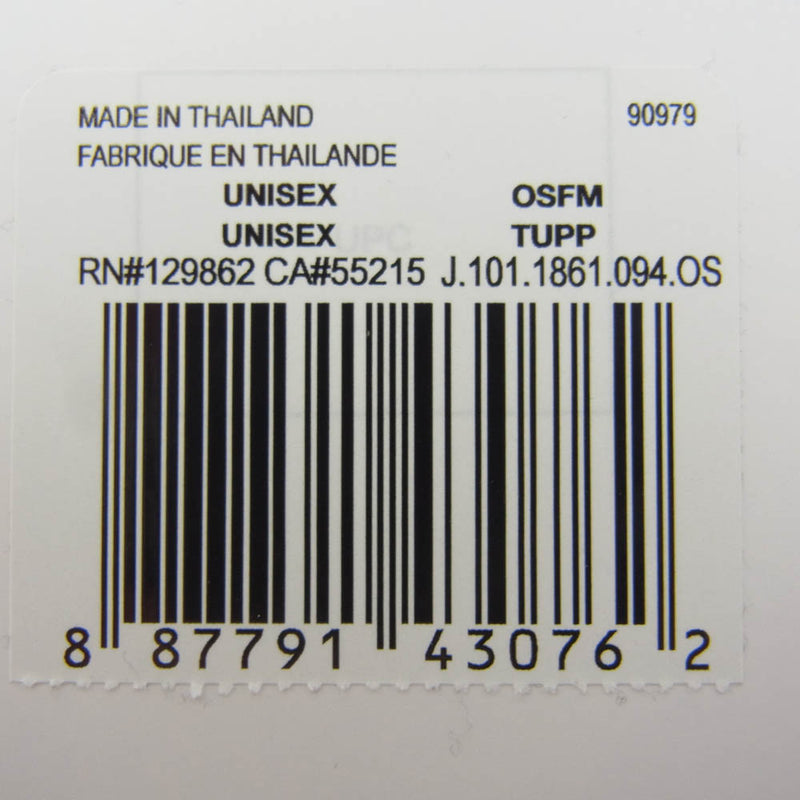 MADE IN THAILAND 90979
FABRIQUE EN THAILANDE
UNISEX OSFM
UNISEX TUPP
UPC
RN#129862 CA#55215 J.101.1861.094.OS
8 87791 43076 2